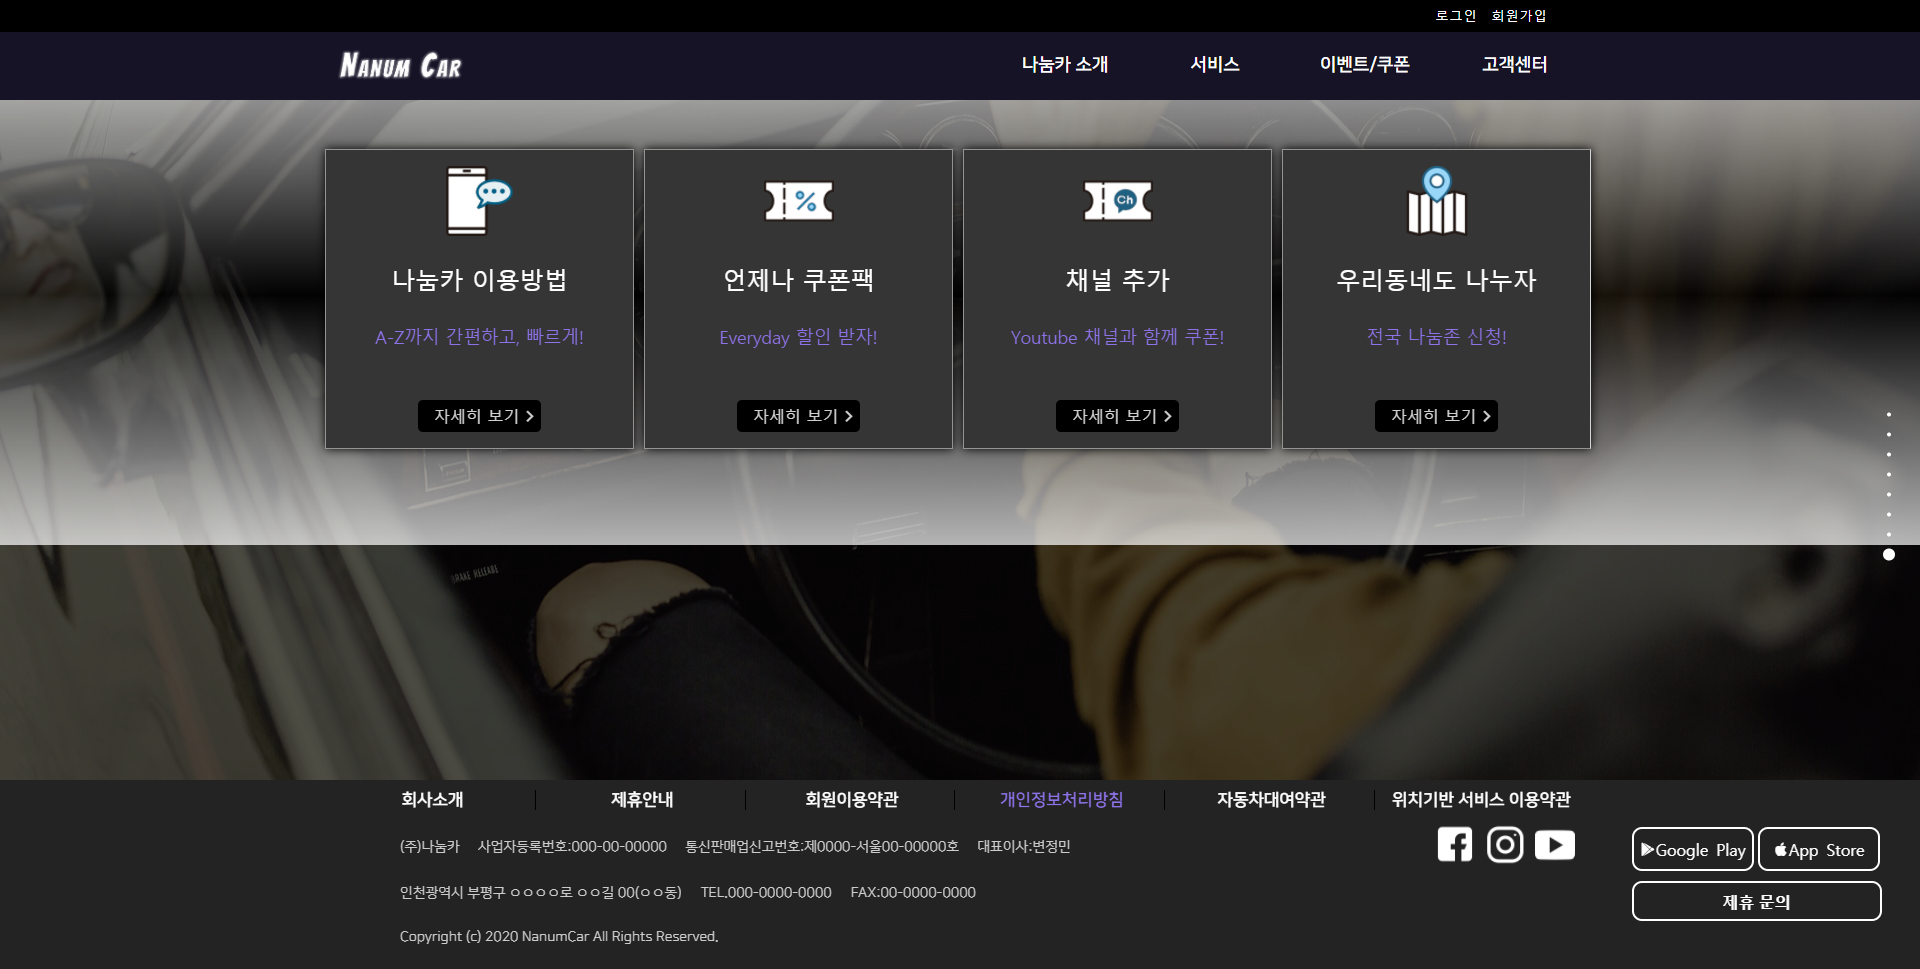 로그인 회원가입
Nanum Car
나눔카 소개 서비스 이벤트/쿠폰 고객센터
%
Ch
나눔카 이용방법
A-Z까지 간편하고, 빠르게!
자세히 보기
언제나 쿠폰팩
Everyday 할인 받자!
자세히 보기
채널 추가
Youtube 채널과 함께 쿠폰!
자세히 보기
우리동네도 나누자
전국 나눔존 신청!
자세히 보기
BRAKE RELEASE
회사소개 제휴안내 회원이용약관 개인정보처리방침 자동차대여약관 위치기반 서비스 이용약관
(주)나눔카 사업자등록번호:000-00-00000 통신판매업신고번호:제0000-서울00-00000호 대표이사:변정민
인천광역시 부평구 ㅇㅇㅇㅇ로 ㅇㅇ길 00(ㅇㅇ동) TEL.000-0000-0000 FAX:00-0000-0000
Copyright (c) 2020 NanumCar All Rights Reserved.
Google Play App Store
제휴 문의